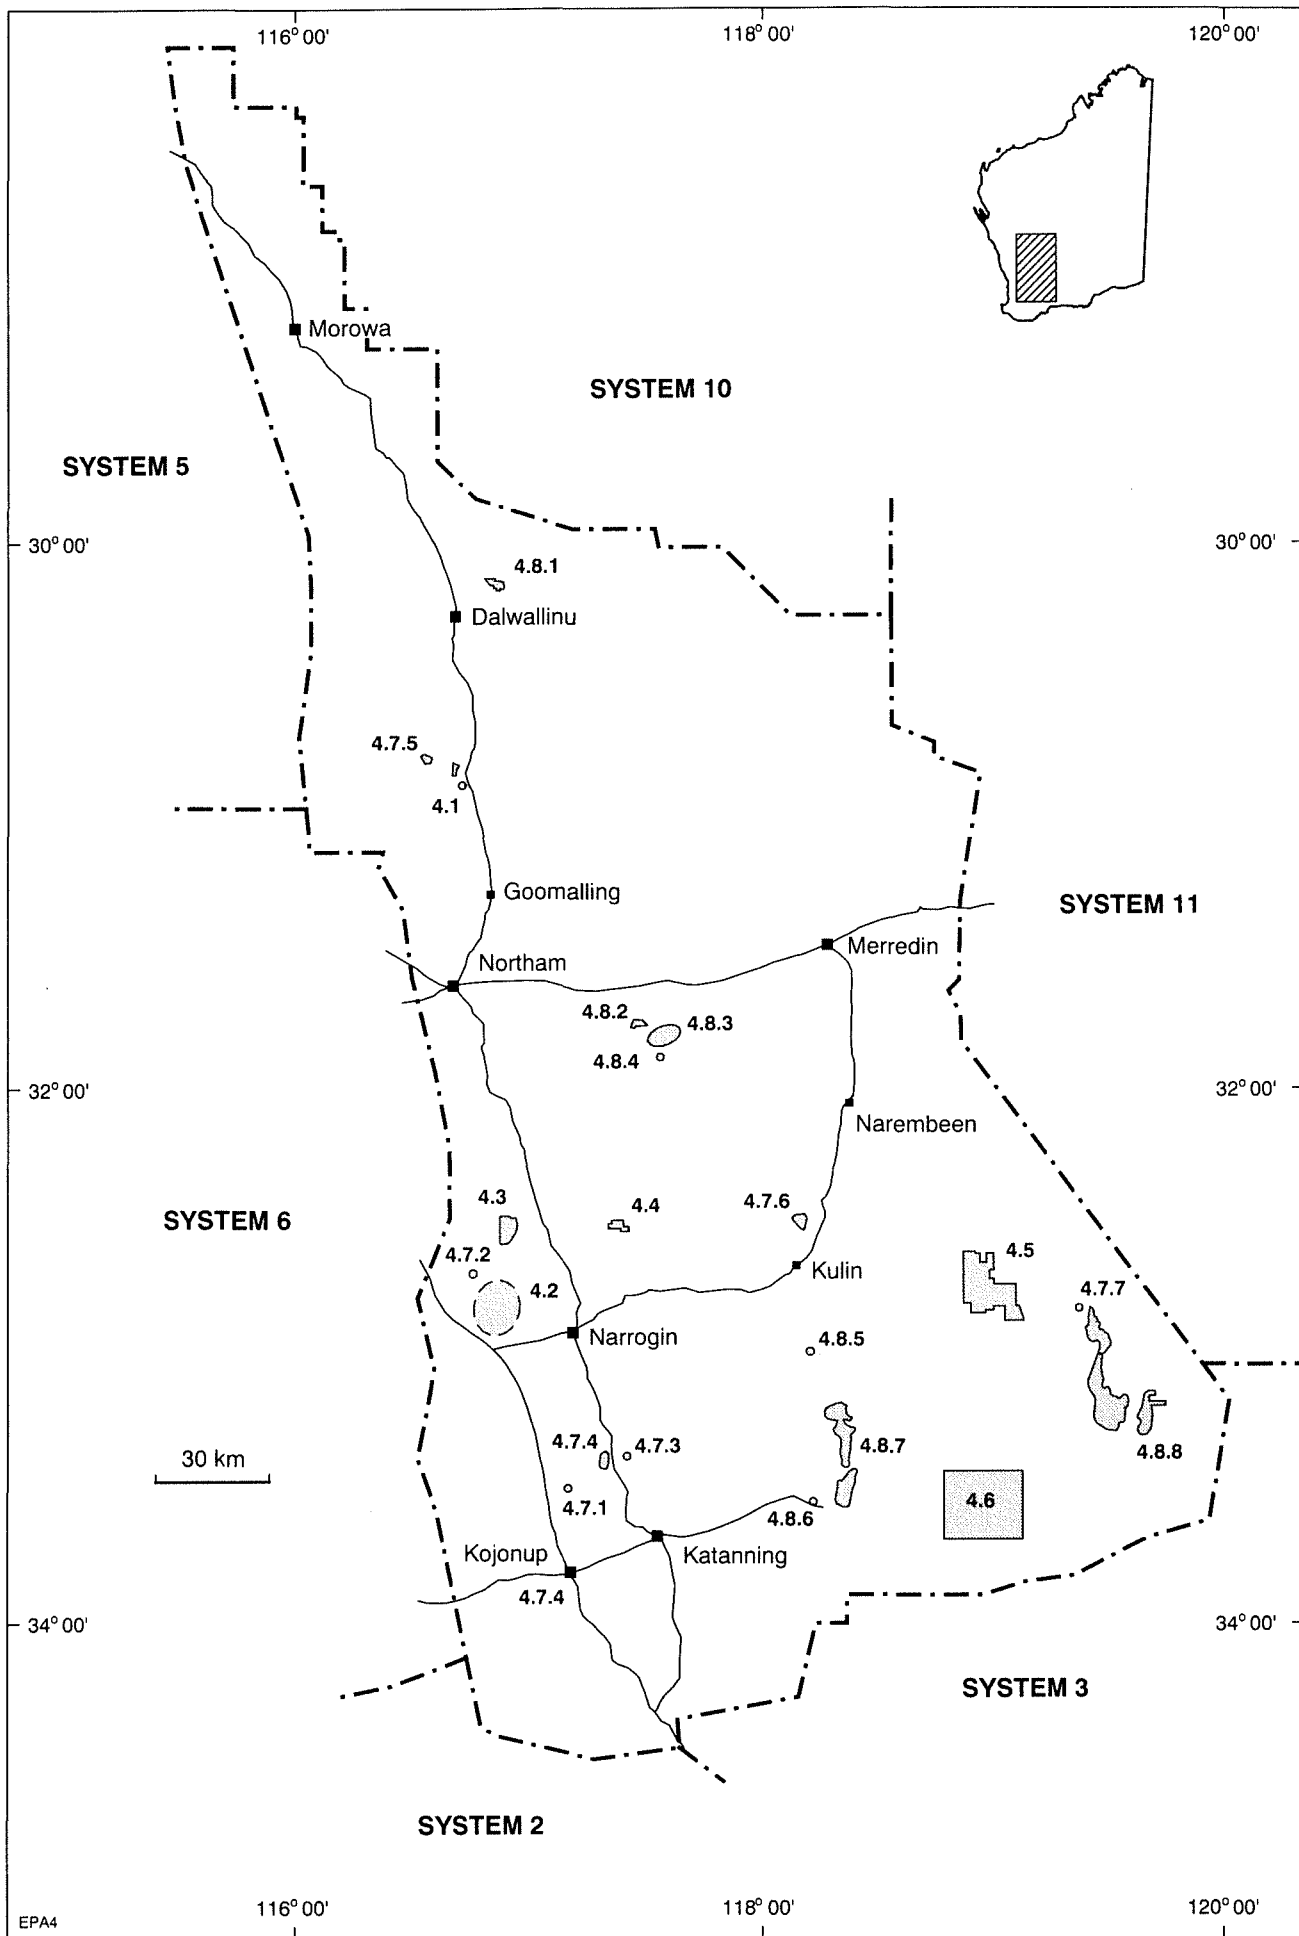 116° 00'
118° 00'
120° 00'
Morowa
SYSTEM 10
SYSTEM 5
30° 00'
30° 00'
4.8.1
Dalwallinu
4.7.5
4.1
Goomalling
SYSTEM 11
Merredin
Northam
4.8.2
4.8.3
4.8.4
32° 00'
32° 00'
Narembeen
4.3
4.4
4.7.6
SYSTEM 6
4.7.2
4.5
Kulin
4.2
4.7.7
Narrogin
4.8.5
4.7.4
4.7.3
4.8.7
4.8.8
30 km
4.7.1
4.8.6
4.6
Kojonup
Katanning
4.7.4
34° 00'
34° 00'
SYSTEM 3
SYSTEM 2
116° 00'
118° 00'
120° 00'
EPA4